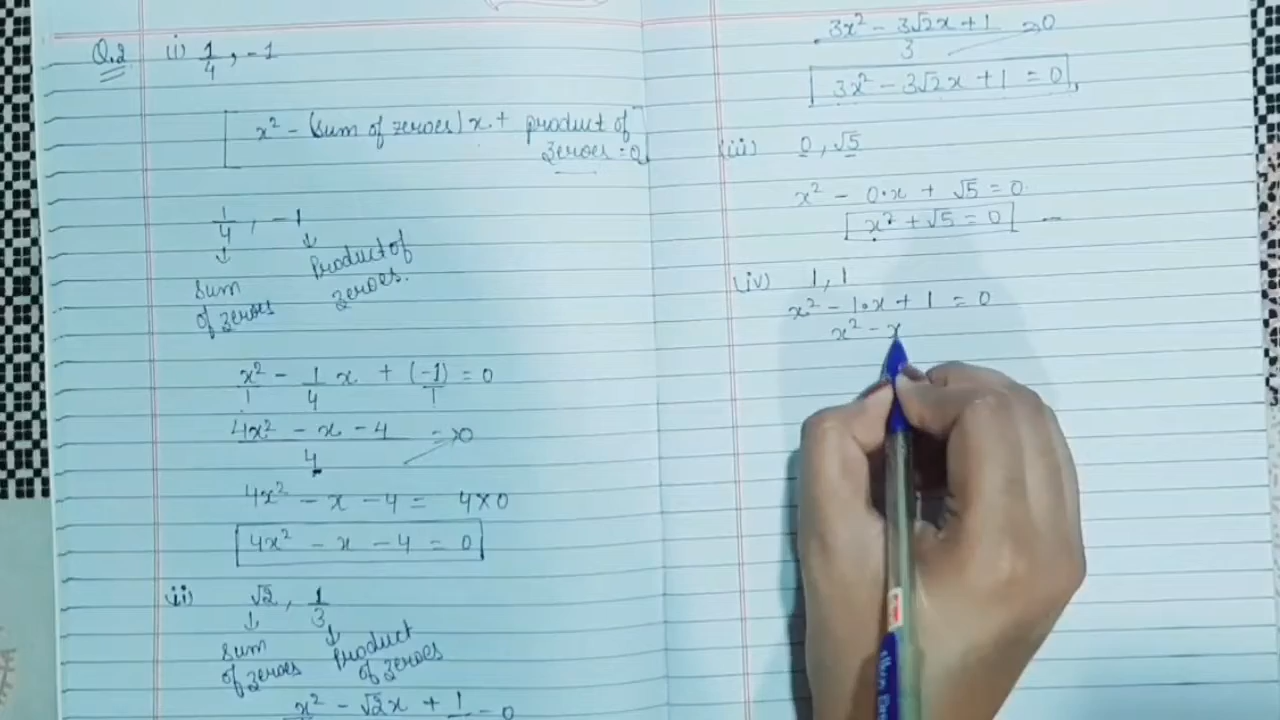 Q.2 (i) 1/4, -1
x² - (sum of zeroes) x + product of
zeroes = 0
1/4, -1
↓ ↓
Sum of zeroes
Product of zeroes.
x²/1 - 1/4 x + (-1)/1 = 0
4x² - x - 4 / 4 = 0
4x² - x - 4 = 4×0
4x² - x - 4 = 0
ii) √2, 1/3
↓ ↓
Sum of zeroes
Product of zeroes
x² - √2x + 1 = 0
3x² - 3√2x + 1 / 3 = 0
3x² - 3√2x + 1 = 0
(iii) 0, √5
x² - 0·x + √5 = 0
x² + √5 = 0
(iv) 1, 1
x² - 1·x + 1 = 0
x² - x